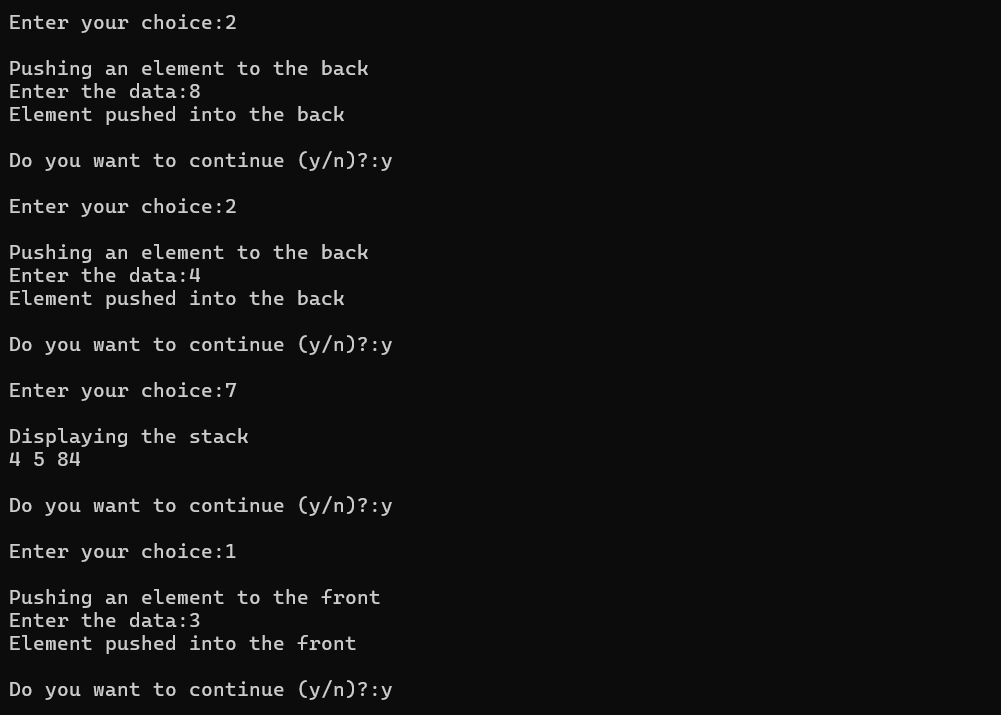 Enter your choice:2
Pushing an element to the back
Enter the data:8
Element pushed into the back
Do you want to continue (y/n)?:y
Enter your choice:2
Pushing an element to the back
Enter the data:4
Element pushed into the back
Do you want to continue (y/n)?:y
Enter your choice:7
Displaying the stack
4 5 84
Do you want to continue (y/n)?:y
Enter your choice:1
Pushing an element to the front
Enter the data:3
Element pushed into the front
Do you want to continue (y/n)?:y